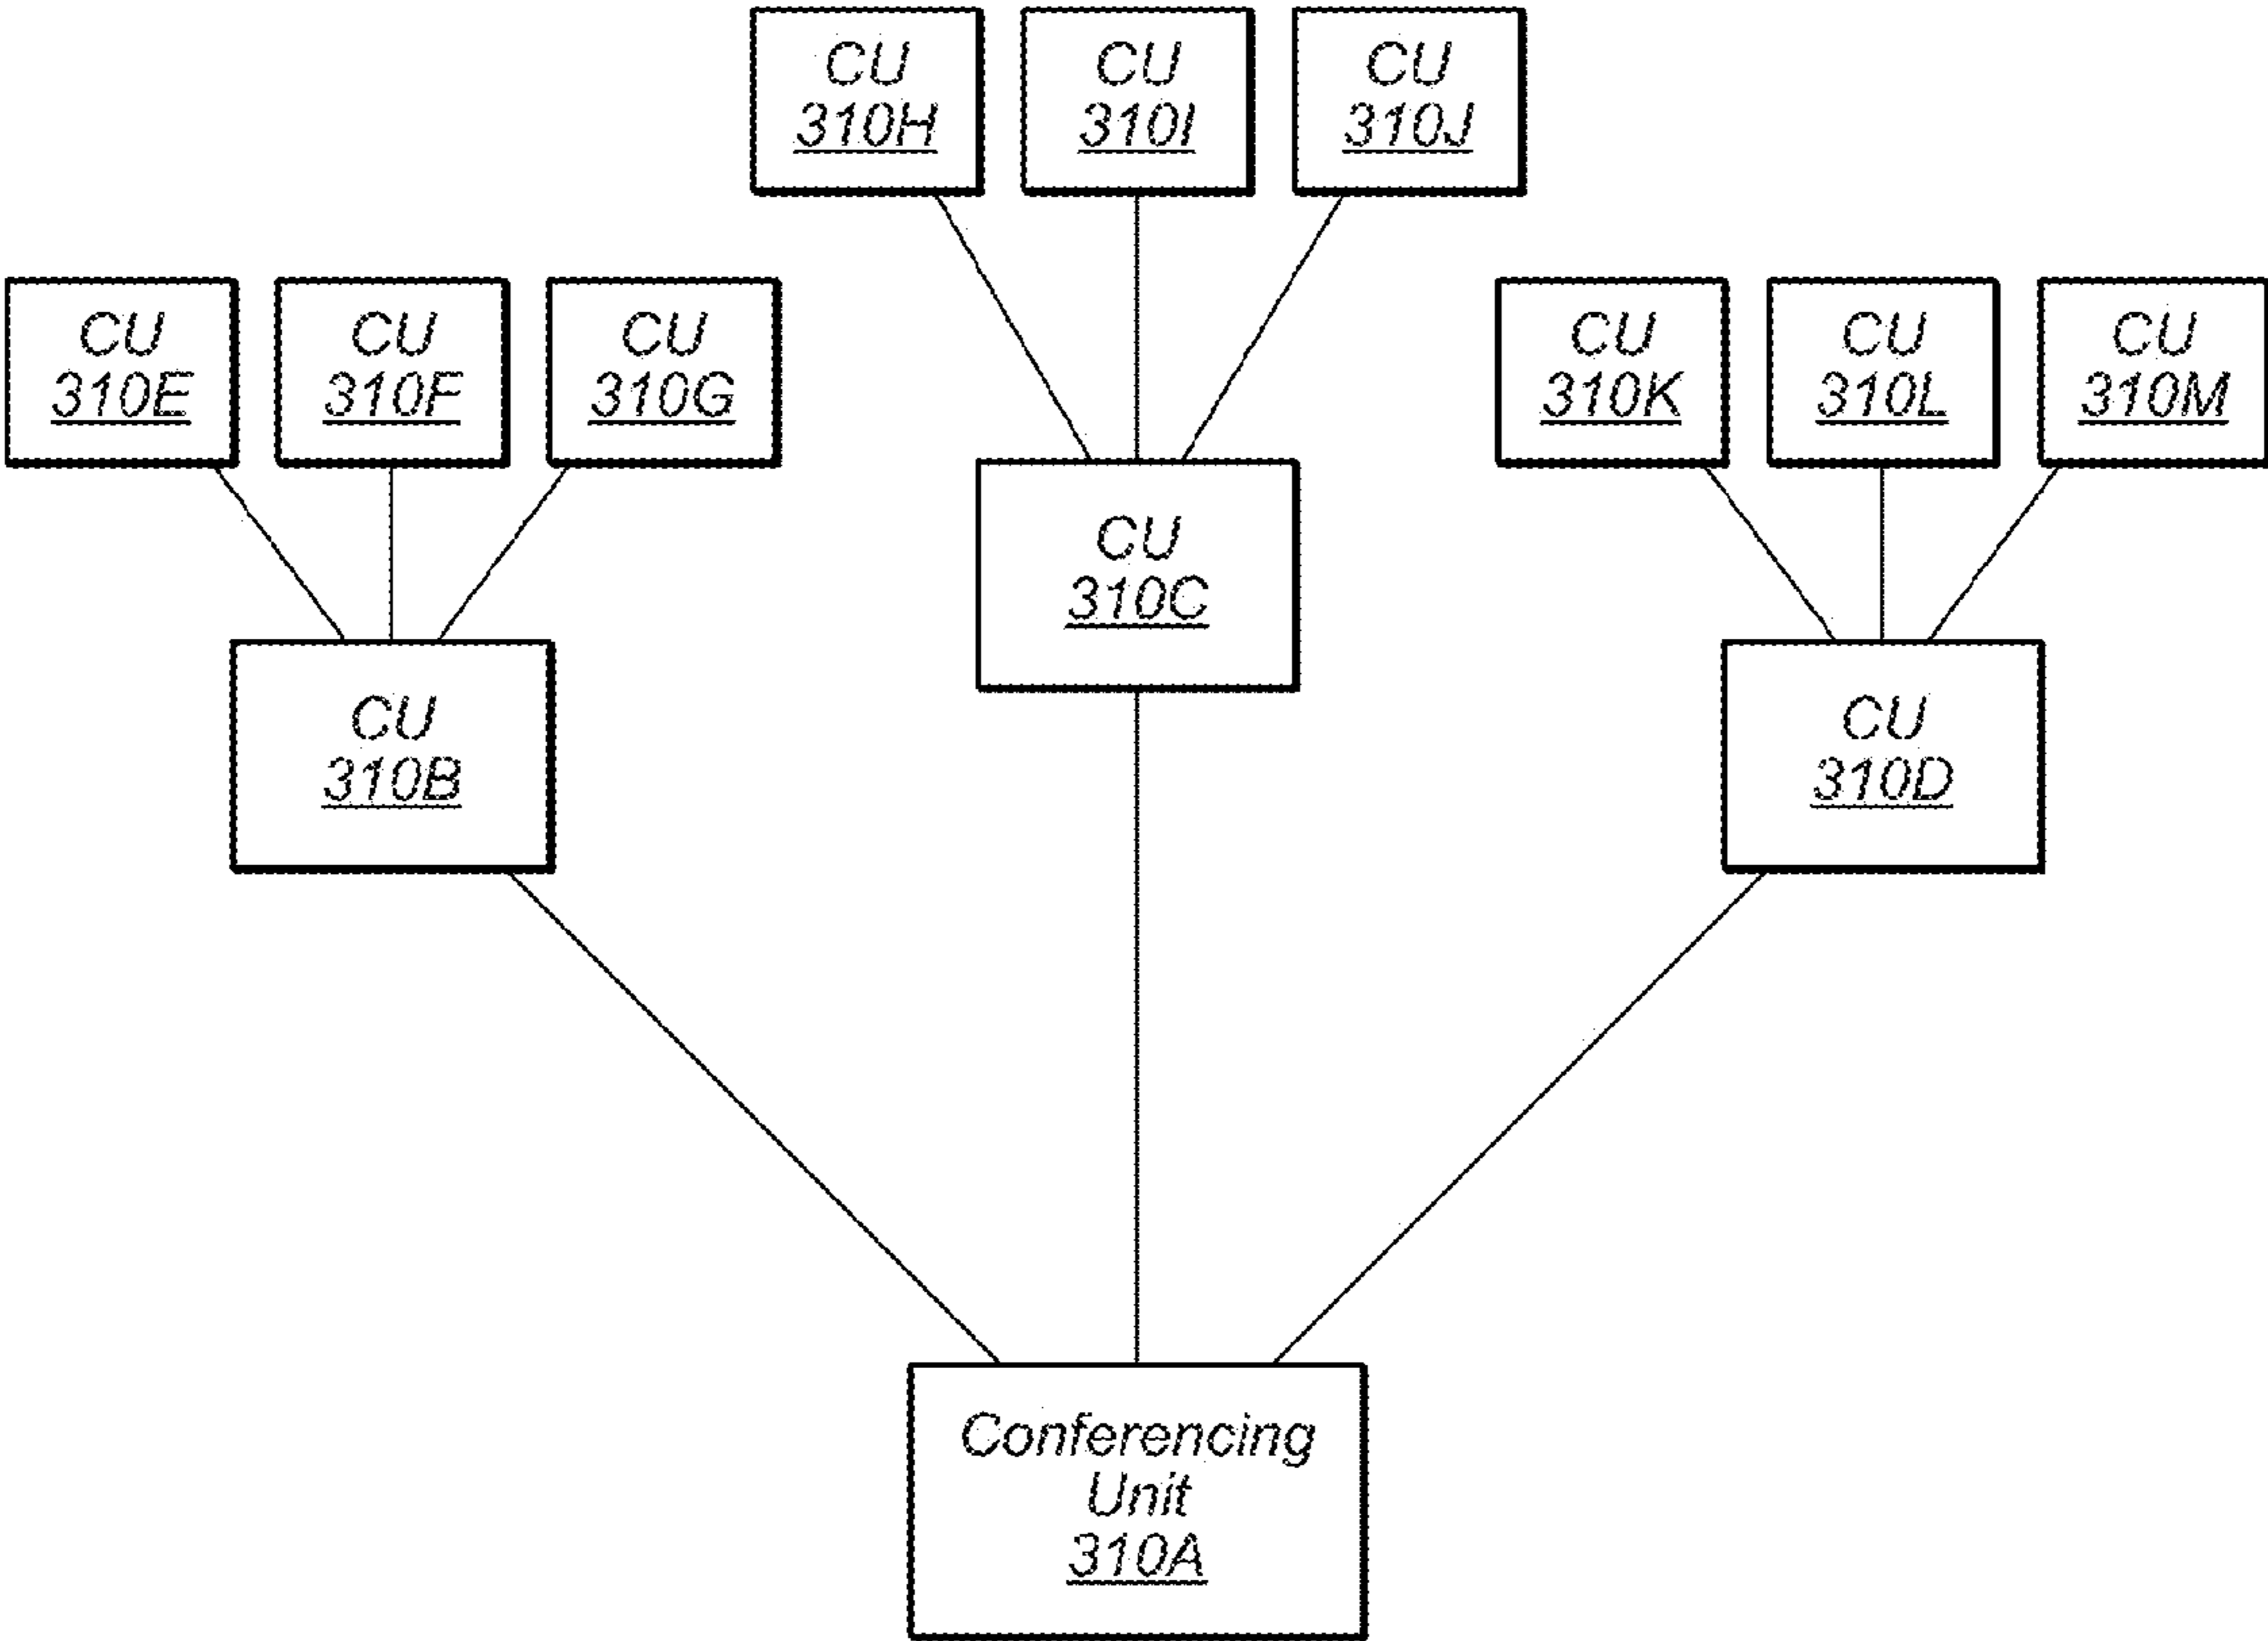 CU
310H
CU
310I
CU
310J
CU
310E
CU
310F
CU
310G
CU
310K
CU
310L
CU
310M
CU
310C
CU
310B
CU
310D
Conferencing
Unit
310A